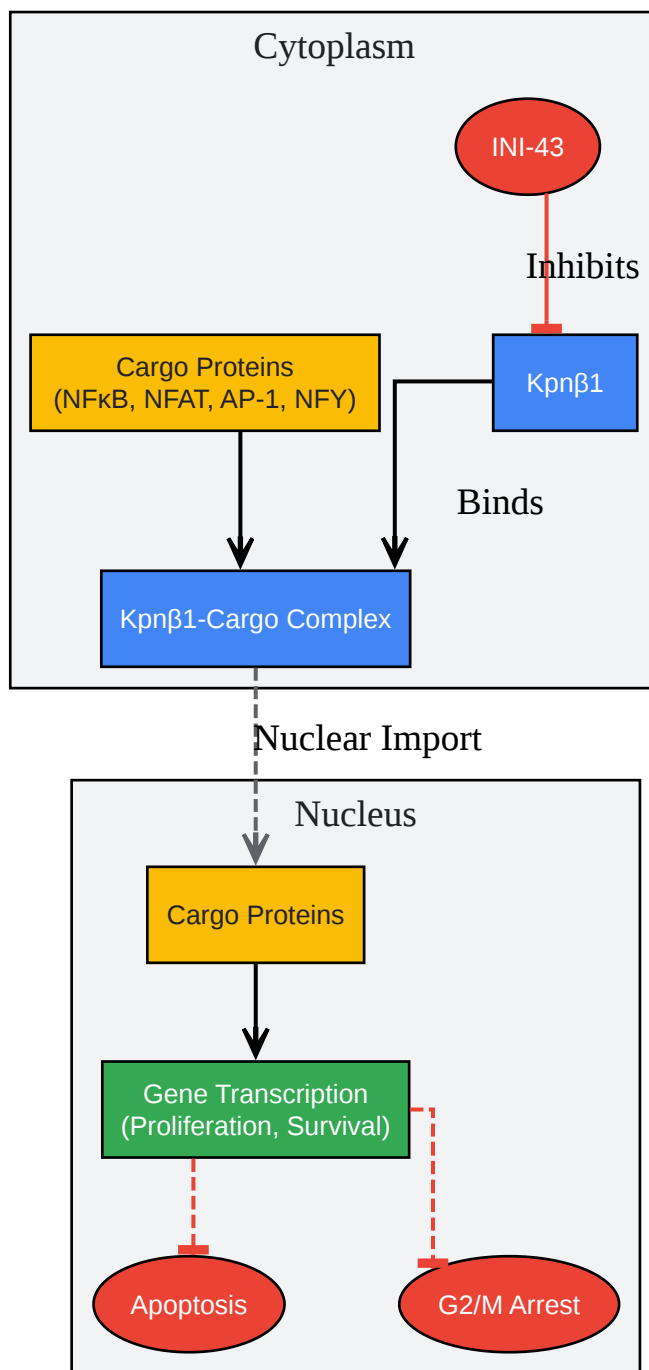 Cytoplasm
INI-43
Inhibits
Cargo Proteins
(NFκB, NFAT, AP-1, NFY)
Kpnβ1
Binds
Kpnβ1-Cargo Complex
Nuclear Import
Nucleus
Cargo Proteins
Gene Transcription
(Proliferation, Survival)
Apoptosis
G2/M Arrest